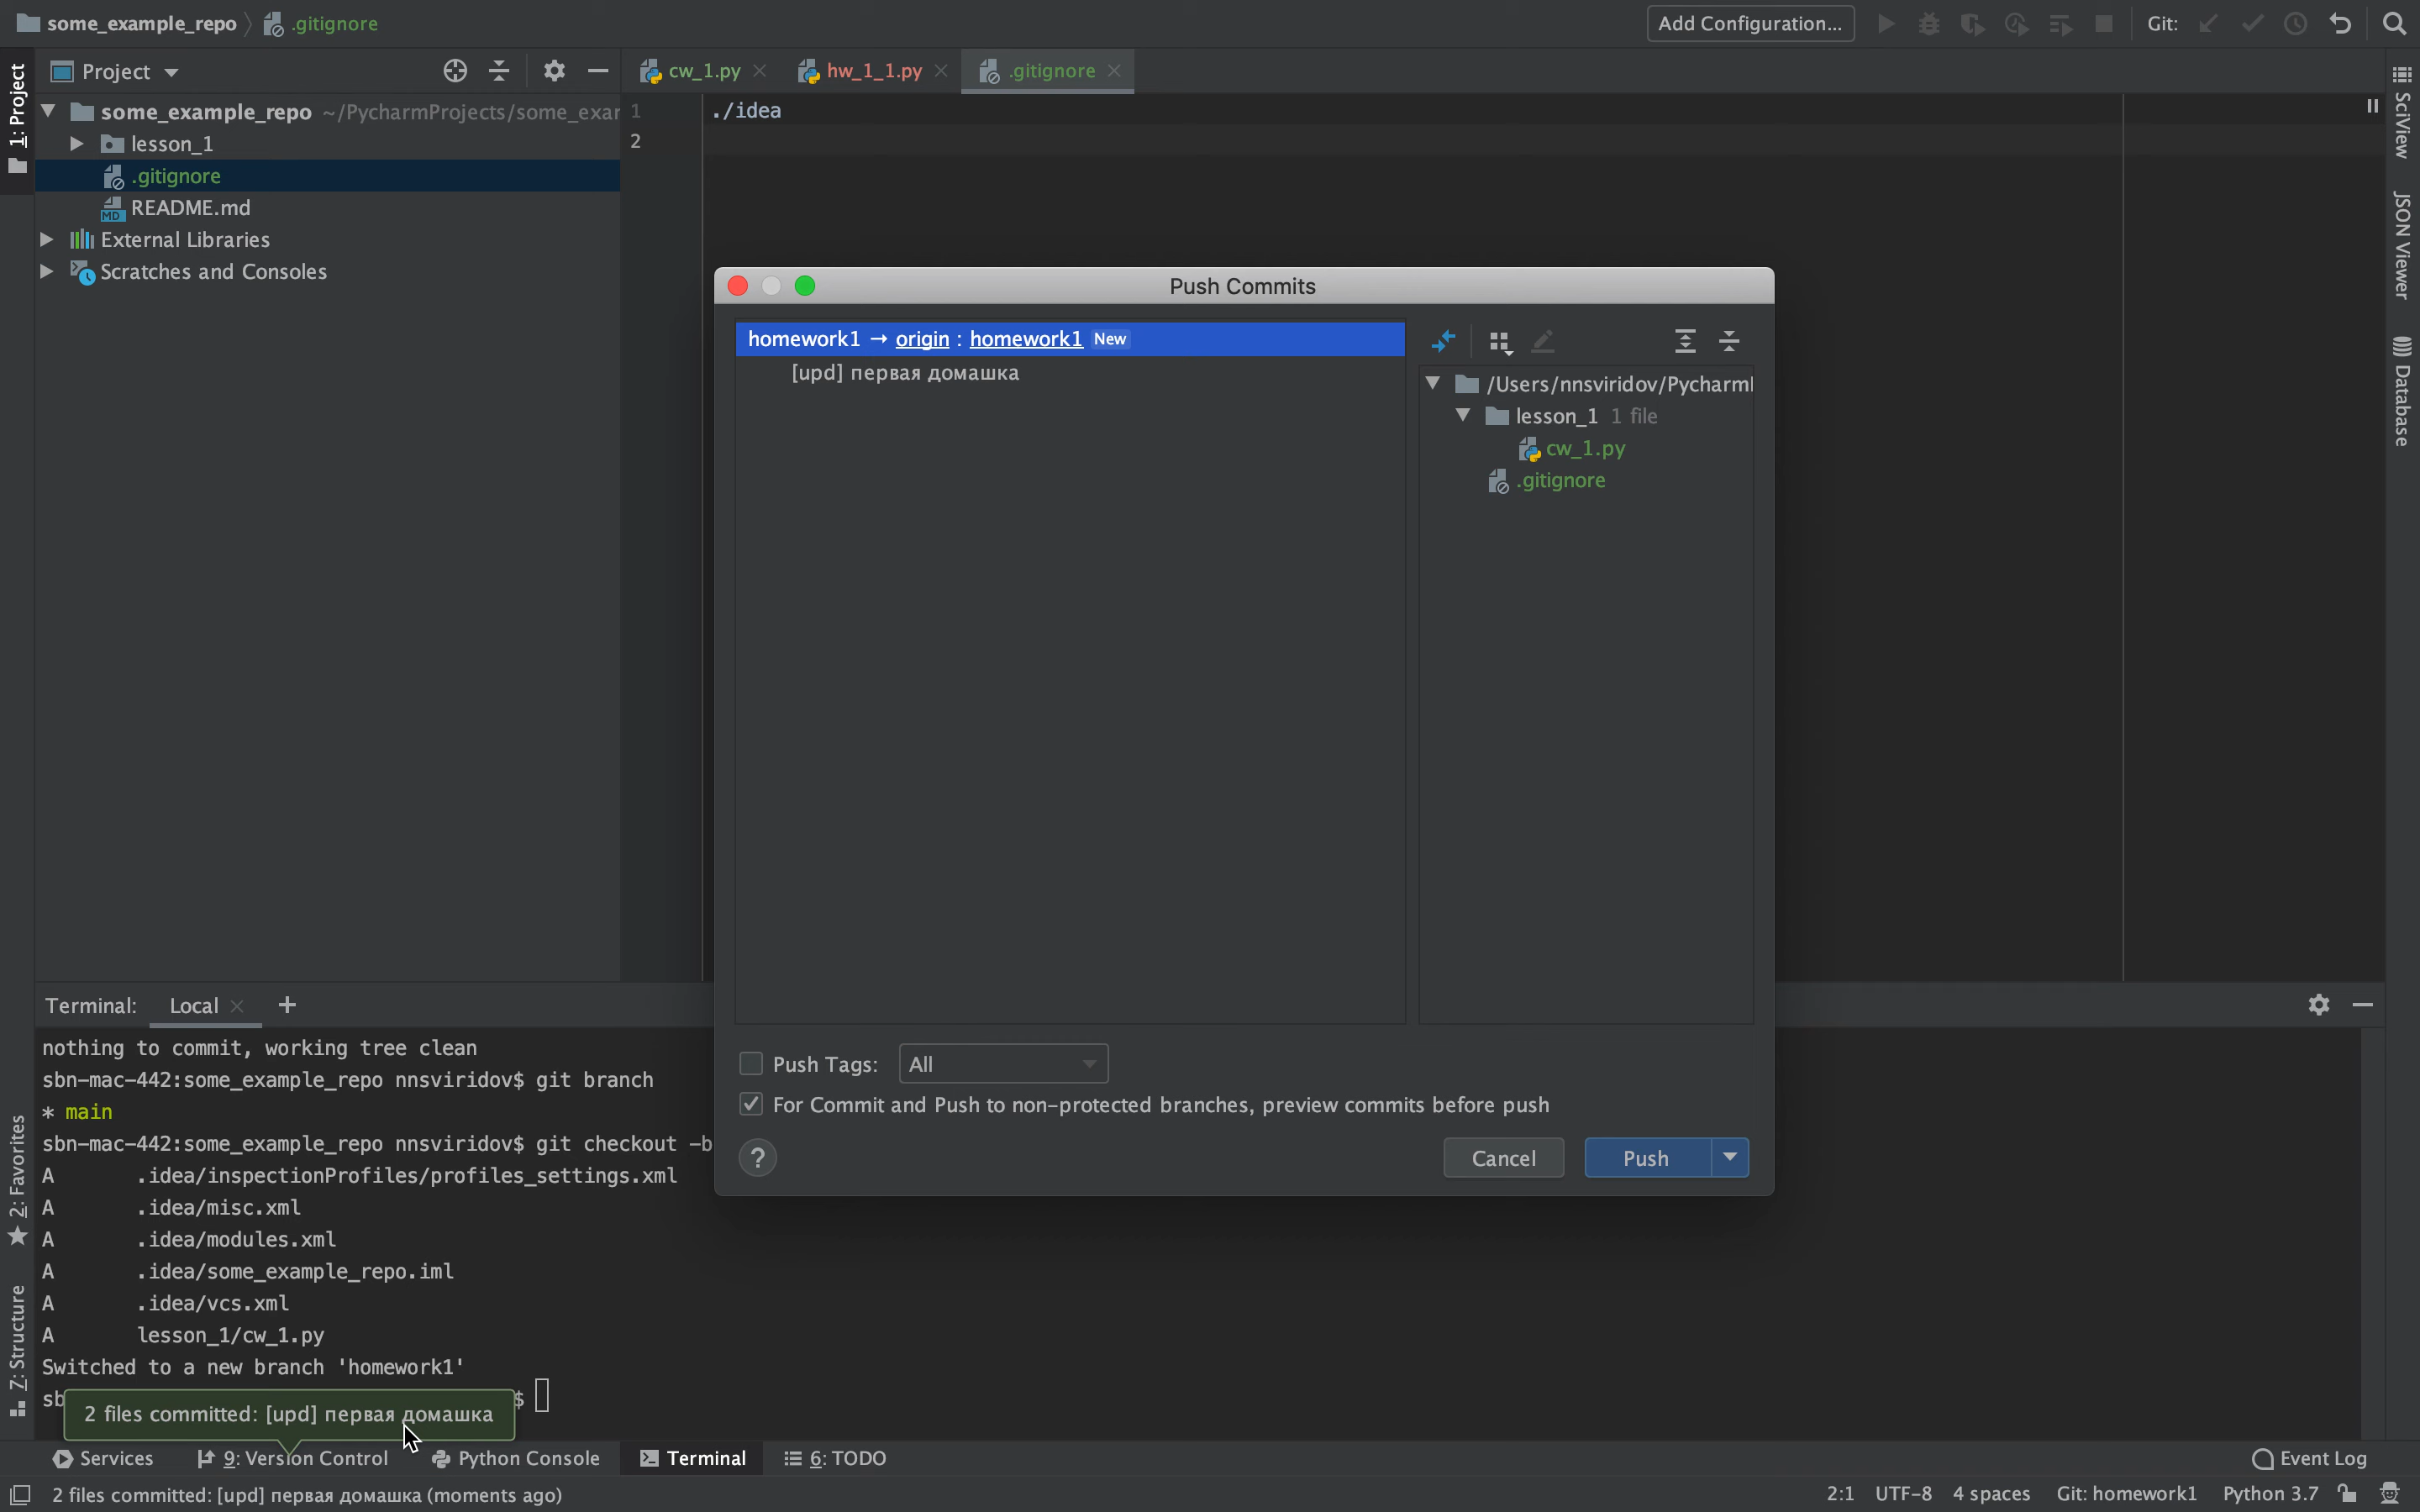 some_example_repo .gitignore
Add Configuration... Git:
1: Project
Project
cw_1.py hw_1_1.py .gitignore
some_example_repo ~/PycharmProjects/some_exar
lesson_1
.gitignore
README.md
External Libraries
Scratches and Consoles
1 ./idea
2
SciView
JSON Viewer
Database
Push Commits
homework1 → origin : homework1 New
[upd] первая домашка
/Users/nnsviridov/Pycharml
lesson_1 1 file
cw_1.py
.gitignore
Push Tags: All
For Commit and Push to non-protected branches, preview commits before push
? Cancel Push
Terminal: Local +
nothing to commit, working tree clean
sbn-mac-442:some_example_repo nnsviridov$ git branch
* main
sbn-mac-442:some_example_repo nnsviridov$ git checkout -b
A .idea/inspectionProfiles/profiles_settings.xml
A .idea/misc.xml
A .idea/modules.xml
A .idea/some_example_repo.iml
A .idea/vcs.xml
A lesson_1/cw_1.py
Switched to a new branch 'homework1'
sb $
2 files committed: [upd] первая домашка
2: Favorites
Z: Structure
Services 9: Version Control Python Console Terminal 6: TODO Event Log
2 files committed: [upd] первая домашка (moments ago) 2:1 UTF-8 4 spaces Git: homework1 Python 3.7